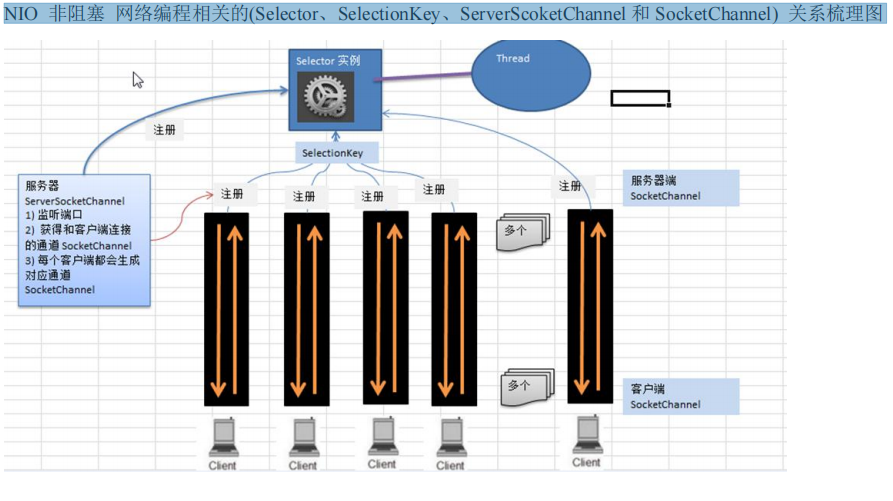 NIO 非阻塞 网络编程相关的(Selector、SelectionKey、ServerScoketChannel 和 SocketChannel) 关系梳理图
Selector 实例
Thread
注册
SelectionKey
服务器
ServerSocketChannel
1) 监听端口
2) 获得和客户端连接
的通道 SocketChannel
3) 每个客户端都会生成
对应通道
SocketChannel
注册
注册
注册
注册
注册
服务器端
SocketChannel
多个
多个
客户端
SocketChannel
Client
Client
Client
Client
Client